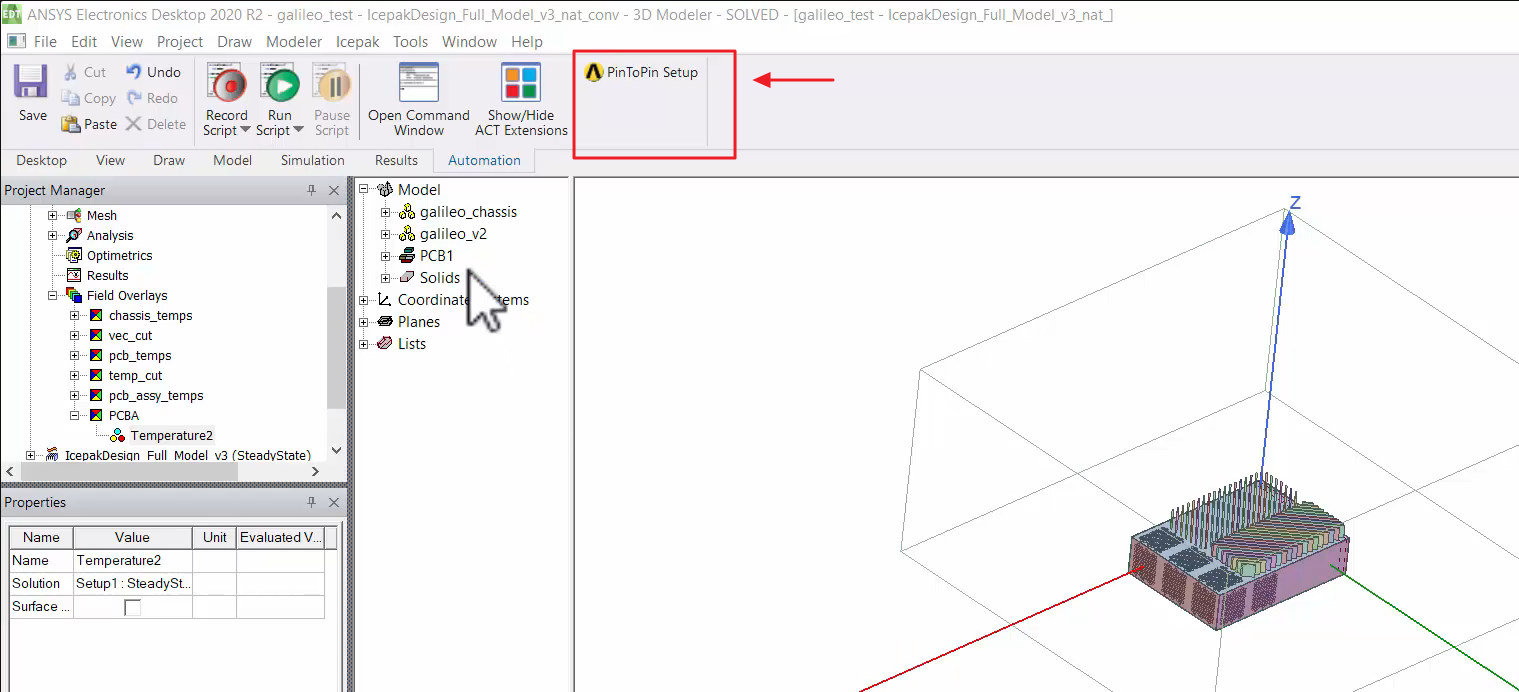 EDT ANSYS Electronics Desktop 2020 R2 - galileo_test - IcepakDesign_Full_Model_v3_nat_conv - 3D Modeler - SOLVED - [galileo_test - IcepakDesign_Full_Model_v3_nat_]
File Edit View Project Draw Modeler Icepak Tools Window Help
Save
Cut
Copy
Paste
Undo
Redo
Delete
Record
Script
Run
Script
Pause
Script
Open Command
Window
Show/Hide
ACT Extensions
PinToPin Setup
Desktop View Draw Model Simulation Results Automation
Project Manager
Mesh
Analysis
Optimetrics
Results
Field Overlays
chassis_temps
vec_cut
pcb_temps
temp_cut
pcb_assy_temps
PCBA
Temperature2
IcepakDesign_Full_Model_v3 (SteadyState)
Properties
Name Value Unit Evaluated V...
Name Temperature2
Solution Setup1 : SteadySt...
Surface ...
Model
galileo_chassis
galileo_v2
PCB1
Solids
Coordinate
Planes
Lists
Z